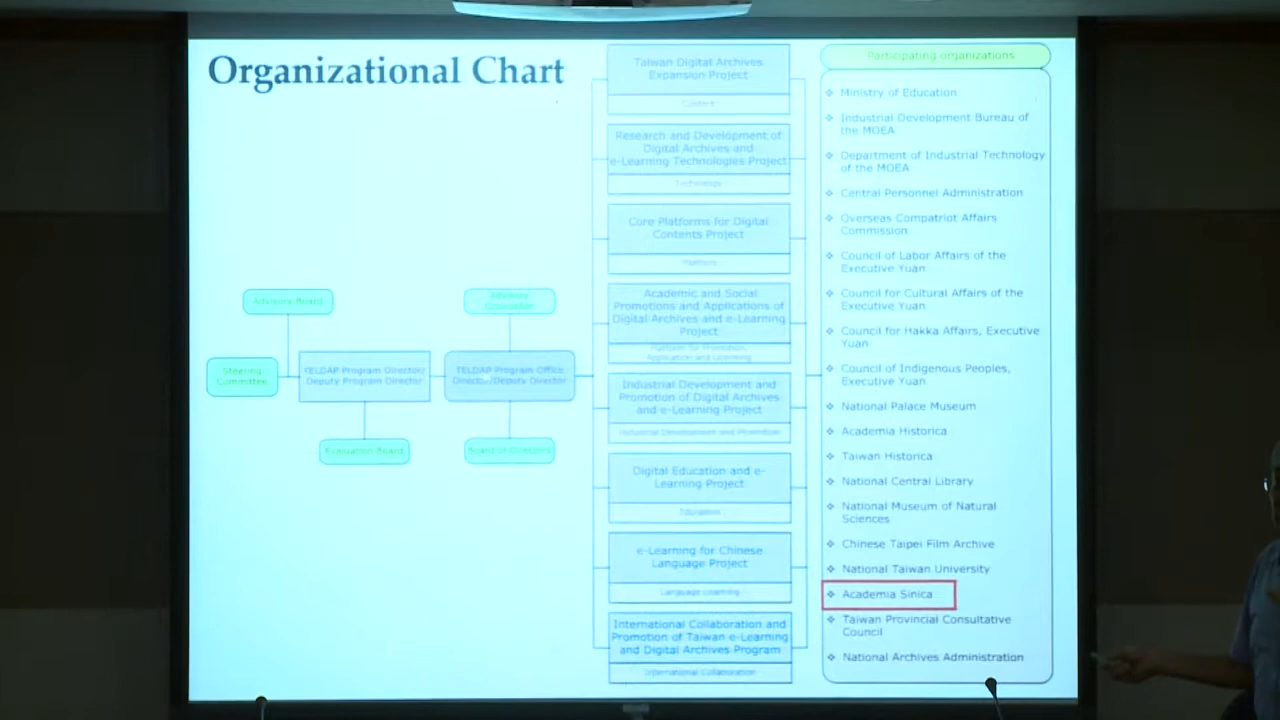 Organizational Chart
Advisory Board
Steering
Committee
TELDAP Program Director/
Deputy Program Director
Evaluation Board
Advisory
TELDAP Program Office
Director/Deputy Director
Board of Directors
Taiwan Digital Archives
Expansion Project
Content
Research and Development of
Digital Archives and
e-Learning Technologies Project
Technology
Core Platforms for Digital
Contents Project
Platform
Academic and Social
Promotions and Applications of
Digital Archives and e-Learning
Project
Platform for Promotion,
Application and Licensing
Industrial Development and
Promotion of Digital Archives
and e-Learning Project
Industrial Development and Promotion
Digital Education and e-
Learning Project
Education
e-Learning for Chinese
Language Project
Language Learning
International Collaboration and
Promotion of Taiwan e-Learning
and Digital Archives Program
International Collaboration
Participating organizations
❖ Ministry of Education
❖ Industrial Development Bureau of
the MOEA
❖ Department of Industrial Technology
of the MOEA
❖ Central Personnel Administration
❖ Overseas Compatriot Affairs
Commission
❖ Council of Labor Affairs of the
Executive Yuan
❖ Council for Cultural Affairs of the
Executive Yuan
❖ Council for Hakka Affairs, Executive
Yuan
❖ Council of Indigenous Peoples,
Executive Yuan
❖ National Palace Museum
❖ Academia Historica
❖ Taiwan Historica
❖ National Central Library
❖ National Museum of Natural
Sciences
❖ Chinese Taipei Film Archive
❖ National Taiwan University
❖ Academia Sinica
❖ Taiwan Provincial Consultative
Council
❖ National Archives Administration